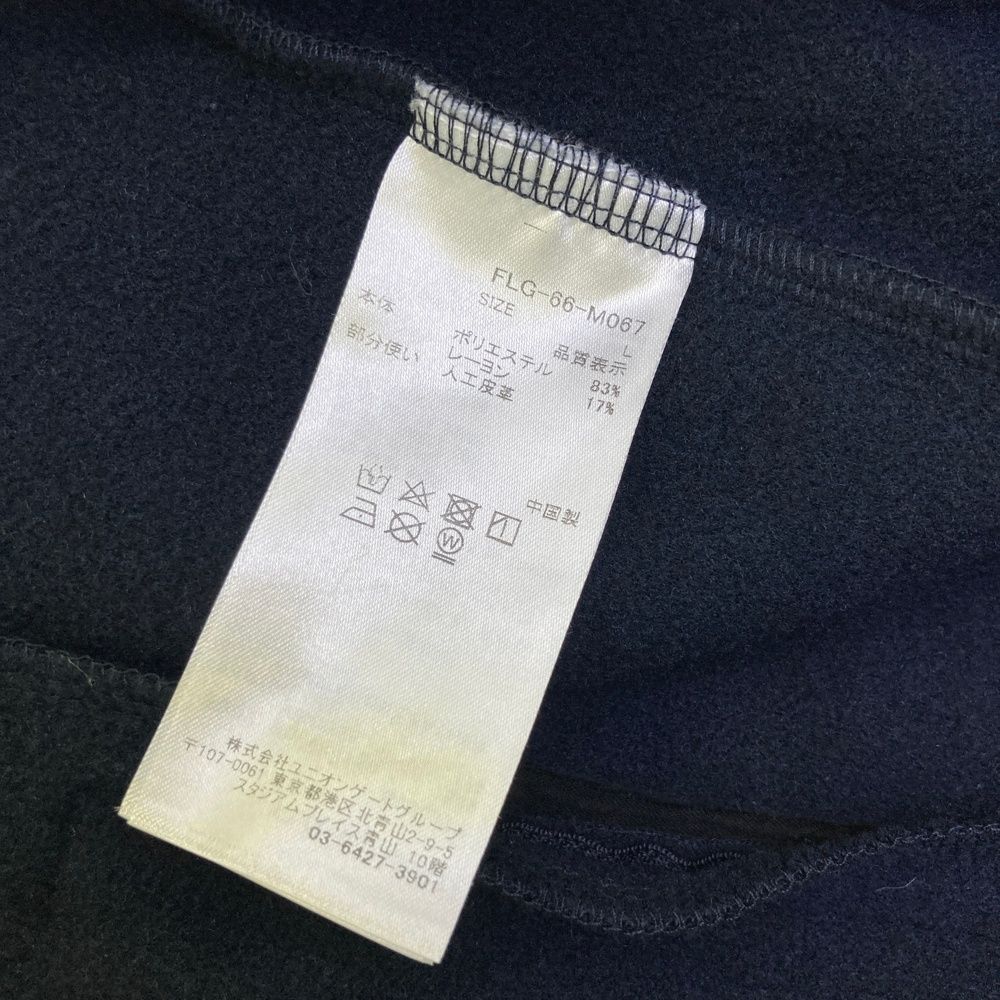 FLG-66-M067
SIZE L
品質表示
本体 ポリエステル 83%
レーヨン 17%
部分使い 人工皮革
中国製
W
株式会社ユニオンゲートグループ
〒107-0061 東京都港区北青山2-9-5
スタジアムプレイス青山 10階
03-6427-3901